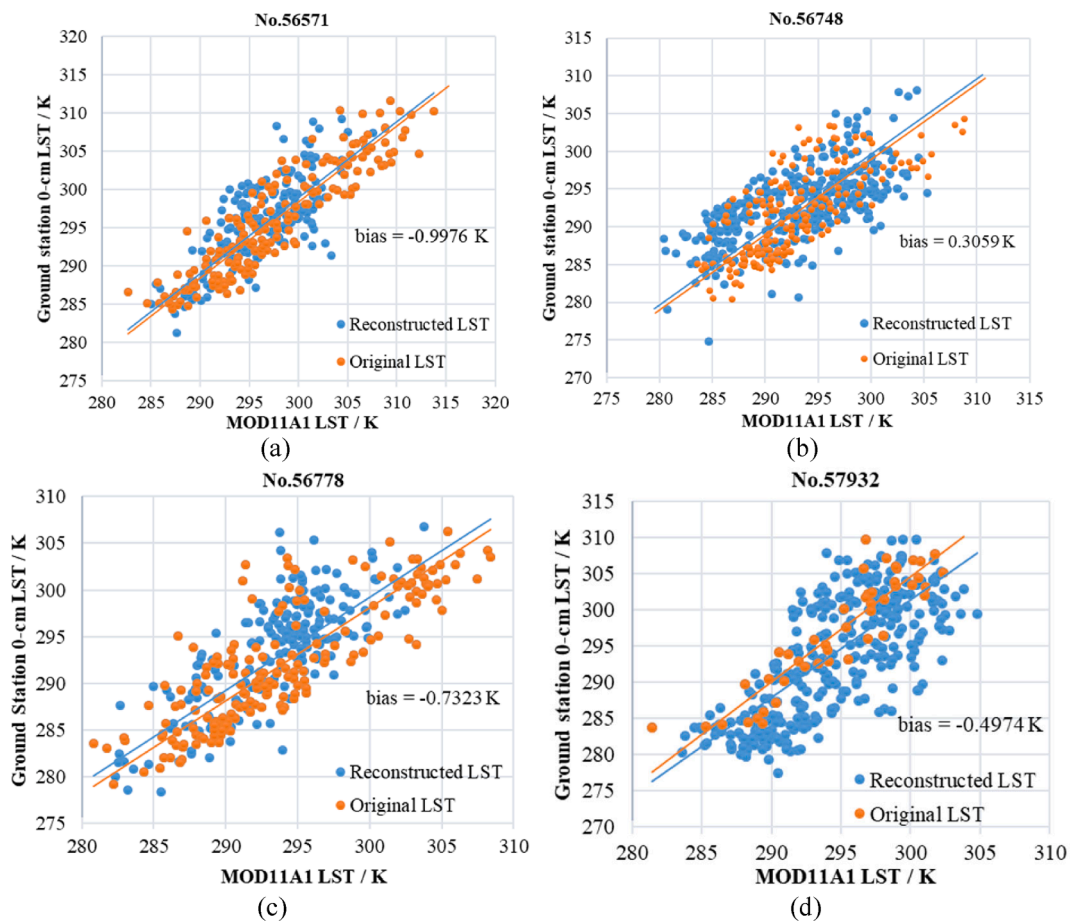 No.56571
320
315
310
305
300
295
290
285
280
275
280 285 290 295 300 305 310 315 320
Ground station 0-cm LST / K
MOD11A1 LST / K
bias = -0.9976 K
Reconstructed LST
Original LST
(a)
No.56748
315
310
305
300
295
290
285
280
275
270
275 280 285 290 295 300 305 310 315
Ground station 0-cm LST / K
MOD11A1 LST / K
bias = 0.3059 K
Reconstructed LST
Original LST
(b)
No.56778
310
305
300
295
290
285
280
275
280 285 290 295 300 305 310
Ground Station 0-cm LST / K
MOD11A1 LST / K
bias = -0.7323 K
Reconstructed LST
Original LST
(c)
No.57932
315
310
305
300
295
290
285
280
275
270
280 285 290 295 300 305 310
Ground station 0-cm LST / K
MOD11A1 LST / K
bias = -0.4974 K
Reconstructed LST
Original LST
(d)